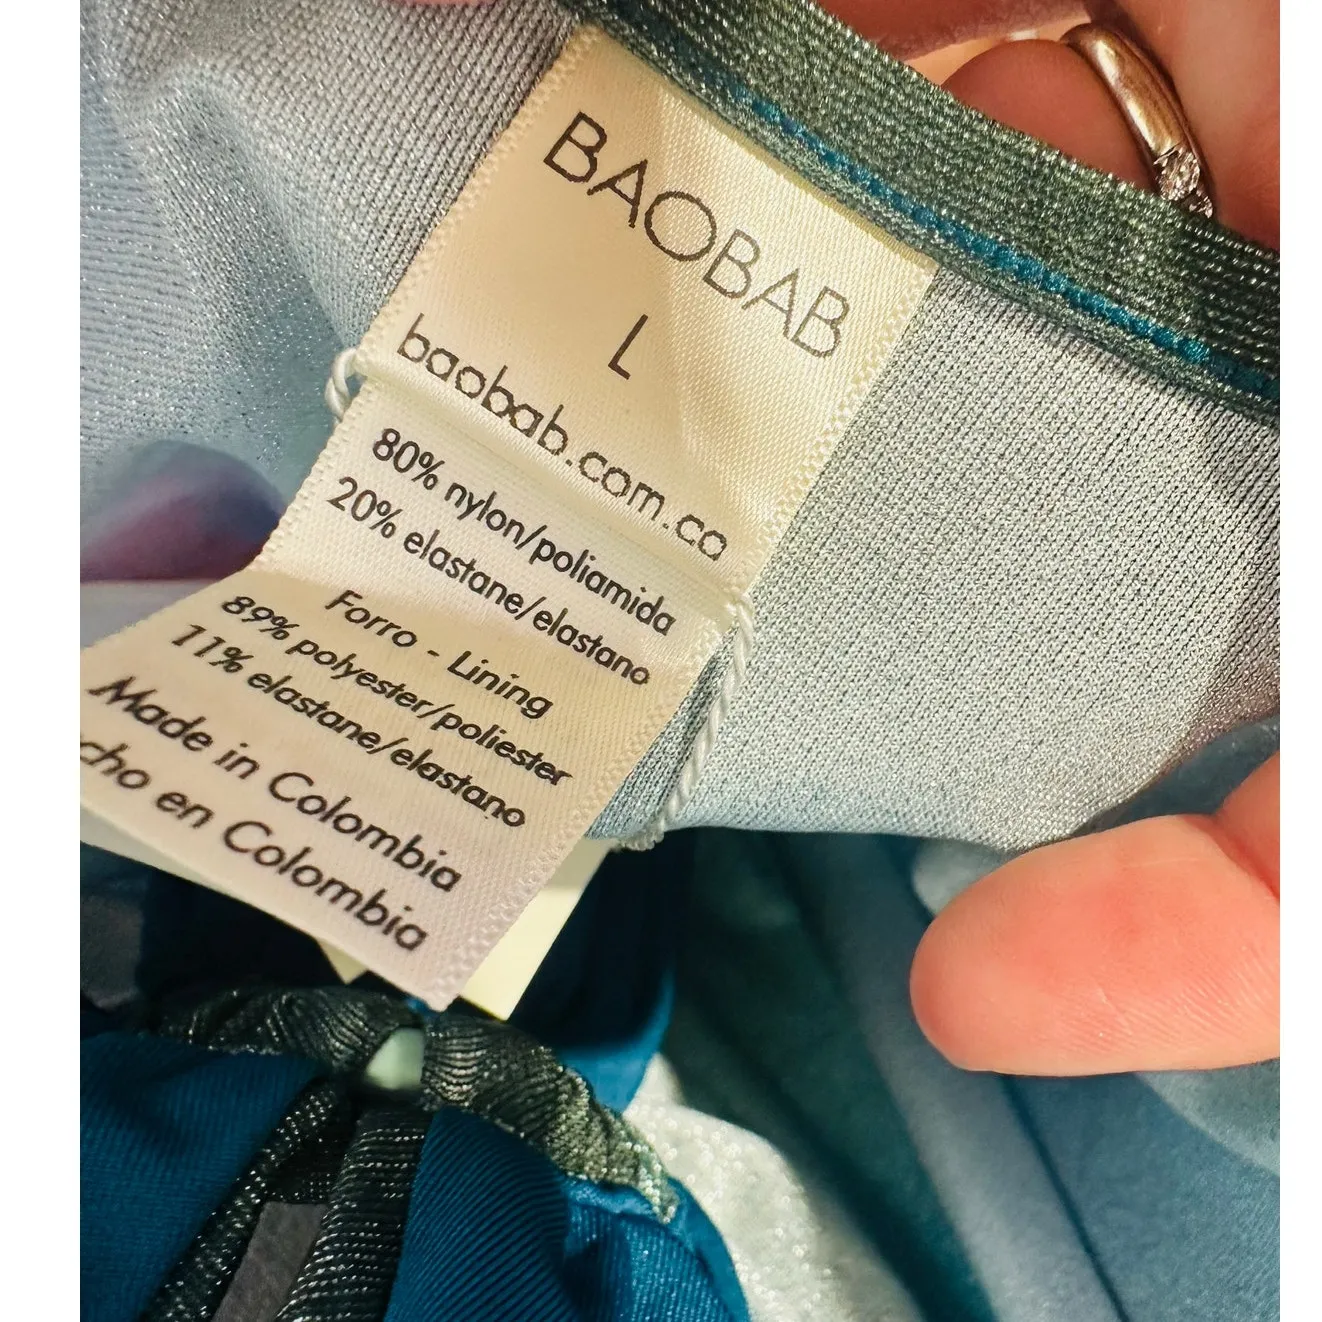 BAOBAB
L
baobab.com.co
80% nylon/poliamida
20% elastane/elastano
Forro - Lining
89% polyester/poliester
11% elastane/elastano
Made in Colombia
cho en Colombia